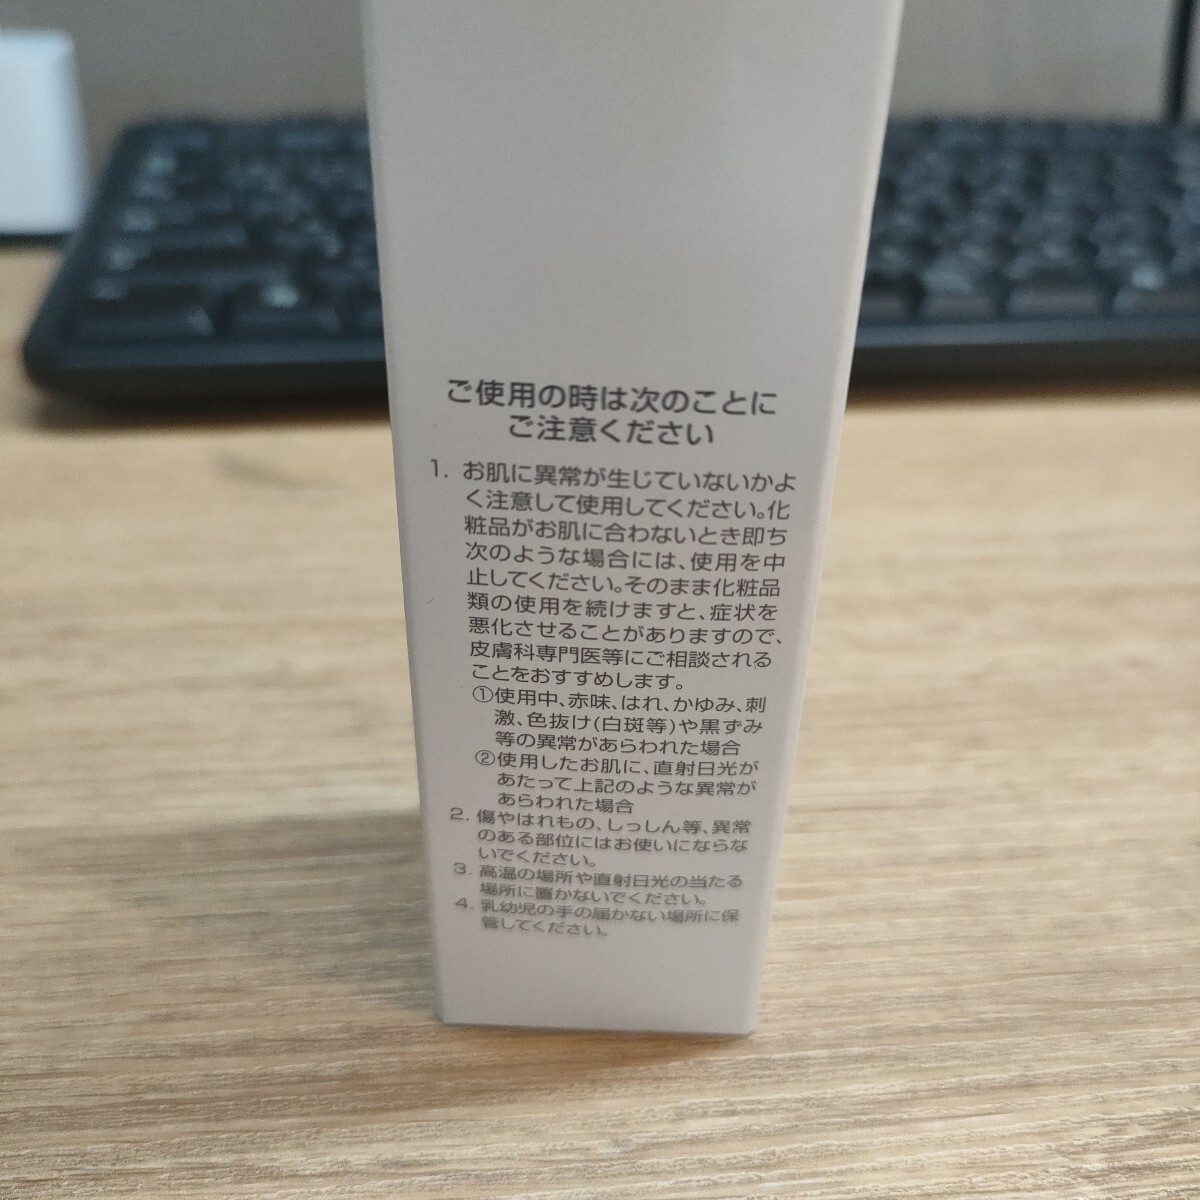 ご使用の時は次のことに
ご注意ください
1. お肌に異常が生じていないかよ
く注意して使用してください。化
粧品がお肌に合わないとき即ち
次のような場合には、使用を中
止してください。そのまま化粧品
類の使用を続けますと、症状を
悪化させることがありますので、
皮膚科専門医等にご相談される
ことをおすすめします。
①使用中、赤味、はれ、かゆみ、刺
激、色抜け(白斑等)や黒ずみ
等の異常があらわれた場合
②使用したお肌に、直射日光が
あたって上記のような異常が
あらわれた場合
2. 傷やはれもの、しっしん等、異常
のある部位にはお使いにならな
いでください。
3. 高温の場所や直射日光の当たる
場所に置かないでください。
4. 乳幼児の手の届かない場所に保
管してください。